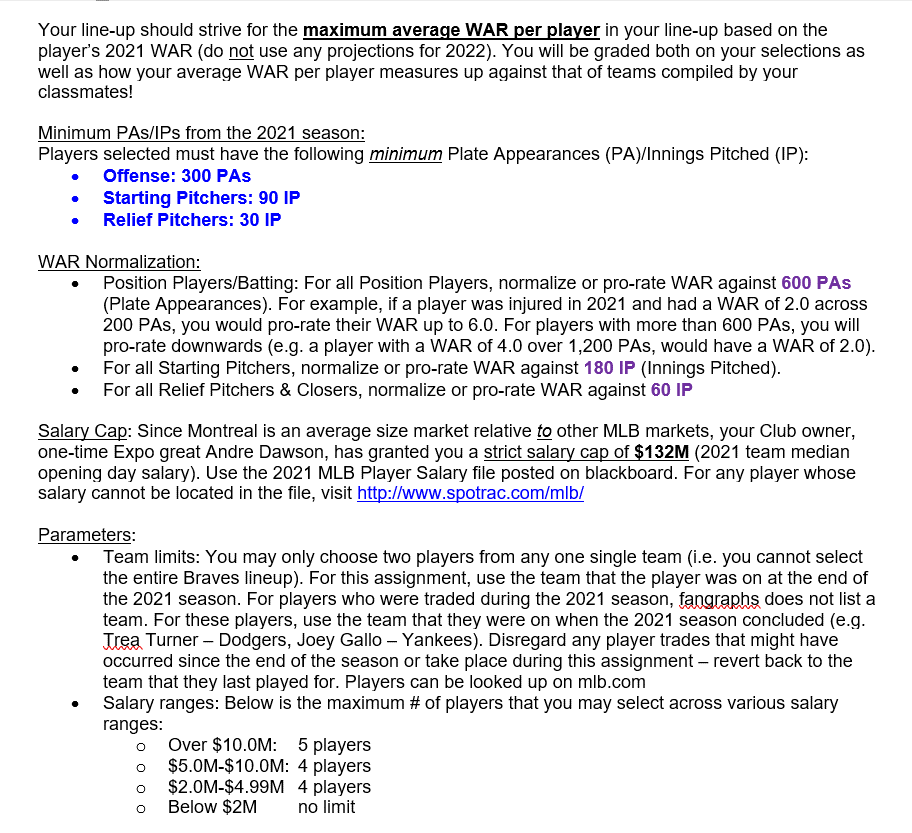 Your line-up should strive for the maximum average WAR per player in your line-up based on the
player's 2021 WAR (do not use any projections for 2022). You will be graded both on your selections as
well as how your average WAR per player measures up against that of teams compiled by your
classmates!
Minimum PAs/IPs from the 2021 season:
Players selected must have the following minimum Plate Appearances (PA)/Innings Pitched (IP):
• Offense: 300 PAs
• Starting Pitchers: 90 IP
• Relief Pitchers: 30 IP
WAR Normalization:
• Position Players/Batting: For all Position Players, normalize or pro-rate WAR against 600 PAs
(Plate Appearances). For example, if a player was injured in 2021 and had a WAR of 2.0 across
200 PAs, you would pro-rate their WAR up to 6.0. For players with more than 600 PAs, you will
pro-rate downwards (e.g. a player with a WAR of 4.0 over 1,200 PAs, would have a WAR of 2.0).
• For all Starting Pitchers, normalize or pro-rate WAR against 180 IP (Innings Pitched).
• For all Relief Pitchers & Closers, normalize or pro-rate WAR against 60 IP
Salary Cap: Since Montreal is an average size market relative to other MLB markets, your Club owner,
one-time Expo great Andre Dawson, has granted you a strict salary cap of $132M (2021 team median
opening day salary). Use the 2021 MLB Player Salary file posted on blackboard. For any player whose
salary cannot be located in the file, visit http://www.spotrac.com/mlb/
Parameters:
• Team limits: You may only choose two players from any one single team (i.e. you cannot select
the entire Braves lineup). For this assignment, use the team that the player was on at the end of
the 2021 season. For players who were traded during the 2021 season, fangraphs does not list a
team. For these players, use the team that they were on when the 2021 season concluded (e.g.
Trea Turner – Dodgers, Joey Gallo – Yankees). Disregard any player trades that might have
occurred since the end of the season or take place during this assignment – revert back to the
team that they last played for. Players can be looked up on mlb.com
• Salary ranges: Below is the maximum # of players that you may select across various salary
ranges:
o Over $10.0M: 5 players
o $5.0M-$10.0M: 4 players
o $2.0M-$4.99M 4 players
o Below $2M no limit